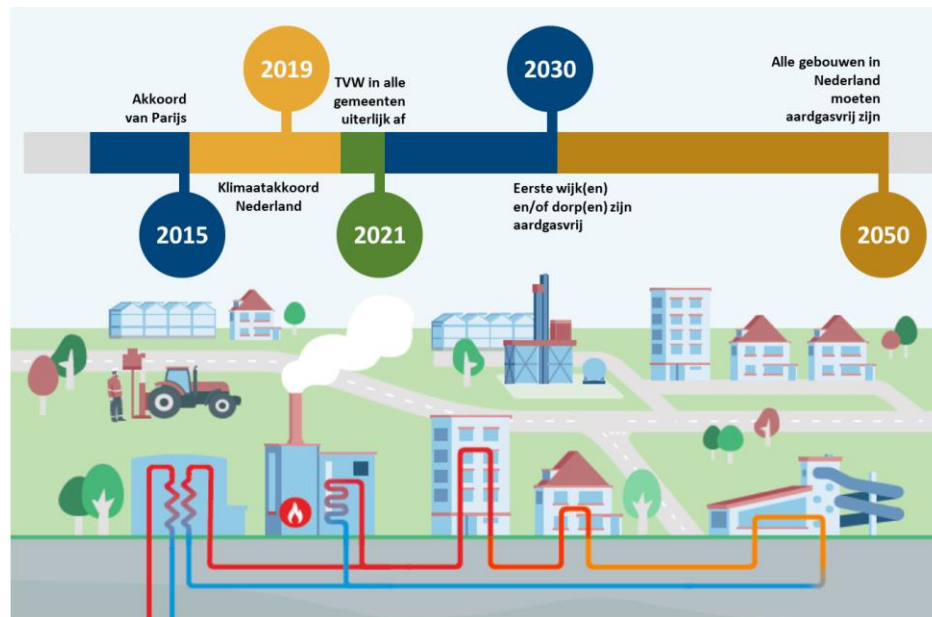 Akkoord
van Parijs
2015
2019
Klimaatakkoord
Nederland
TVW in alle
gemeenten
uiterlijk af
2021
2030
Eerste wijk(en)
en/of dorp(en) zijn
aardgasvrij
Alle gebouwen in
Nederland
moeten
aardgasvrij zijn
2050